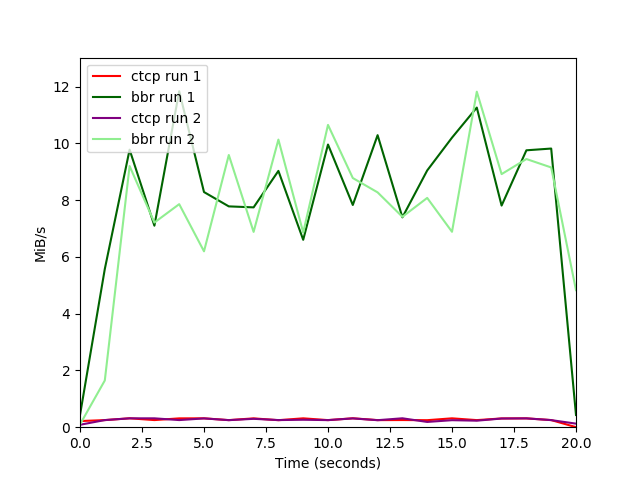 ctcp run 1
bbr run 1
ctcp run 2
bbr run 2
MiB/s
12
10
8
6
4
2
0
0.0 2.5 5.0 7.5 10.0 12.5 15.0 17.5 20.0
Time (seconds)